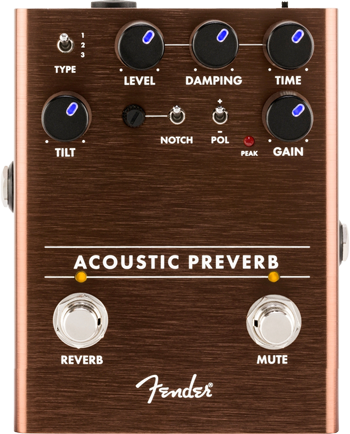 1
2
3
TYPE
LEVEL
DAMPING
TIME
TILT
NOTCH
+
−
POL
PEAK
GAIN
ACOUSTIC PREVERB
REVERB
MUTE
Fender